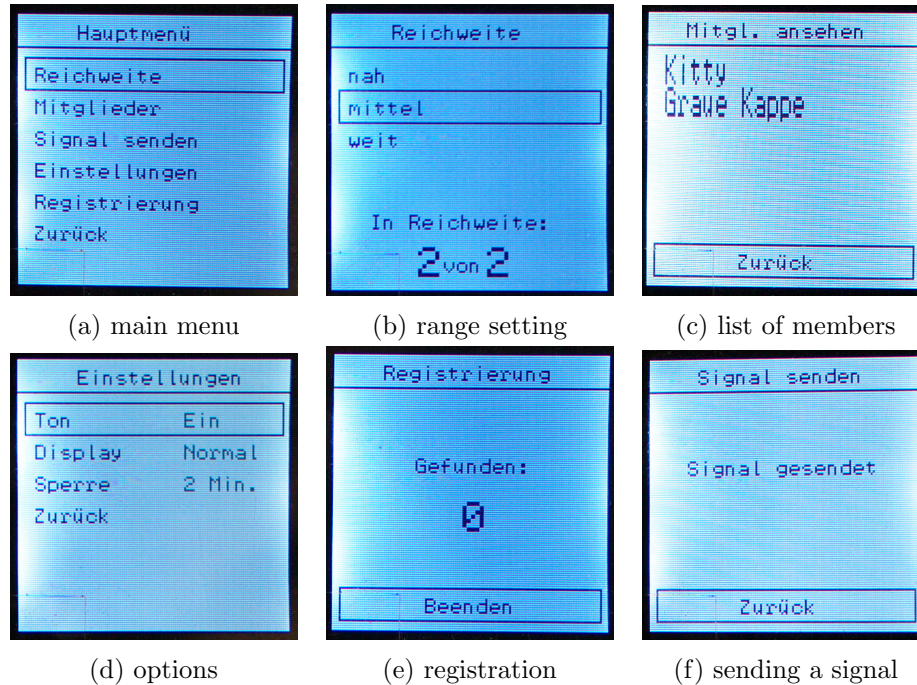 Hauptmenü
Reichweite
Mitglieder
Signal senden
Einstellungen
Registrierung
Zurück
(a) main menu
Reichweite
nah
mittel
weit
In Reichweite:
2 von 2
(b) range setting
Mitgl. ansehen
Kitty
Graue Kappe
Zurück
(c) list of members
Einstellungen
Ton Ein
Display Normal
Sperre 2 Min.
Zurück
(d) options
Registrierung
Gefunden:
0
Beenden
(e) registration
Signal senden
Signal gesendet
Zurück
(f) sending a signal